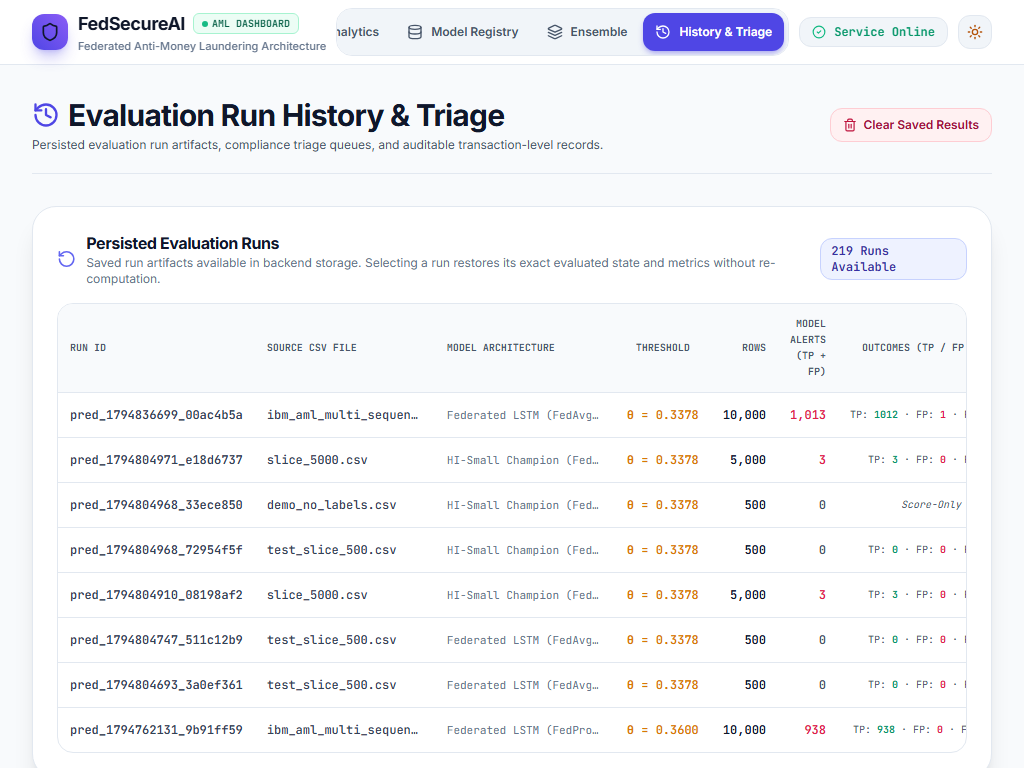 FedSecureAI
AML DASHBOARD
Federated Anti-Money Laundering Architecture
nalytics
Model Registry
Ensemble
History & Triage
Service Online
Evaluation Run History & Triage
Persisted evaluation run artifacts, compliance triage queues, and auditable transaction-level records.
Clear Saved Results
Persisted Evaluation Runs
Saved run artifacts available in backend storage. Selecting a run restores its exact evaluated state and metrics without re-
computation.
219 Runs
Available
RUN ID SOURCE CSV FILE MODEL ARCHITECTURE THRESHOLD ROWS MODEL ALERTS (TP + FP) OUTCOMES (TP / FP
pred_1794836699_00ac4b5a ibm_aml_multi_sequen… Federated LSTM (FedAvg… θ = 0.3378 10,000 1,013 TP: 1012 · FP: 1 ·
pred_1794804971_e18d6737 slice_5000.csv HI-Small Champion (Fed… θ = 0.3378 5,000 3 TP: 3 · FP: 0 ·
pred_1794804968_33ece850 demo_no_labels.csv HI-Small Champion (Fed… θ = 0.3378 500 0 Score-Only
pred_1794804968_72954f5f test_slice_500.csv HI-Small Champion (Fed… θ = 0.3378 500 0 TP: 0 · FP: 0 ·
pred_1794804910_08198af2 slice_5000.csv HI-Small Champion (Fed… θ = 0.3378 5,000 3 TP: 3 · FP: 0 ·
pred_1794804747_511c12b9 test_slice_500.csv Federated LSTM (FedAvg… θ = 0.3378 500 0 TP: 0 · FP: 0 ·
pred_1794804693_3a0ef361 test_slice_500.csv Federated LSTM (FedAvg… θ = 0.3378 500 0 TP: 0 · FP: 0 ·
pred_1794762131_9b91ff59 ibm_aml_multi_sequen… Federated LSTM (FedPro… θ = 0.3600 10,000 938 TP: 938 · FP: 0 · F